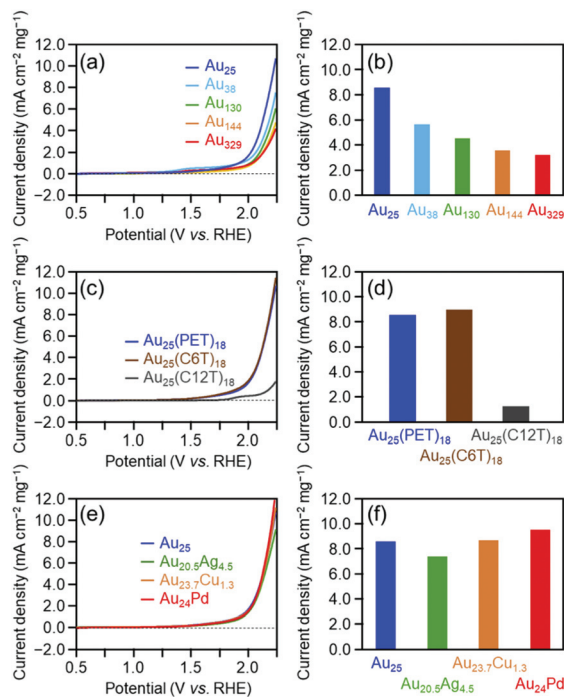 (a)
Current density (mA cm⁻² mg⁻¹)
12.0
10.0
8.0
6.0
4.0
2.0
0.0
−2.0
Au₂₅
Au₃₈
Au₁₃₀
Au₁₄₄
Au₃₂₉
0.5 1.0 1.5 2.0
Potential (V vs. RHE)
(b)
Current density (mA cm⁻² mg⁻¹)
12.0
10.0
8.0
6.0
4.0
2.0
0.0
Au₂₅ Au₃₈ Au₁₃₀ Au₁₄₄ Au₃₂₉
(c)
Current density (mA cm⁻² mg⁻¹)
12.0
10.0
8.0
6.0
4.0
2.0
0.0
−2.0
Au₂₅(PET)₁₈
Au₂₅(C6T)₁₈
Au₂₅(C12T)₁₈
0.5 1.0 1.5 2.0
Potential (V vs. RHE)
(d)
Current density (mA cm⁻² mg⁻¹)
12.0
10.0
8.0
6.0
4.0
2.0
0.0
Au₂₅(PET)₁₈ Au₂₅(C12T)₁₈
Au₂₅(C6T)₁₈
(e)
Current density (mA cm⁻² mg⁻¹)
12.0
10.0
8.0
6.0
4.0
2.0
0.0
−2.0
Au₂₅
Au₂₀.₅Ag₄.₅
Au₂₃.₇Cu₁.₃
Au₂₄Pd
0.5 1.0 1.5 2.0
Potential (V vs. RHE)
(f)
Current density (mA cm⁻² mg⁻¹)
12.0
10.0
8.0
6.0
4.0
2.0
0.0
Au₂₅ Au₂₃.₇Cu₁.₃
Au₂₀.₅Ag₄.₅ Au₂₄Pd